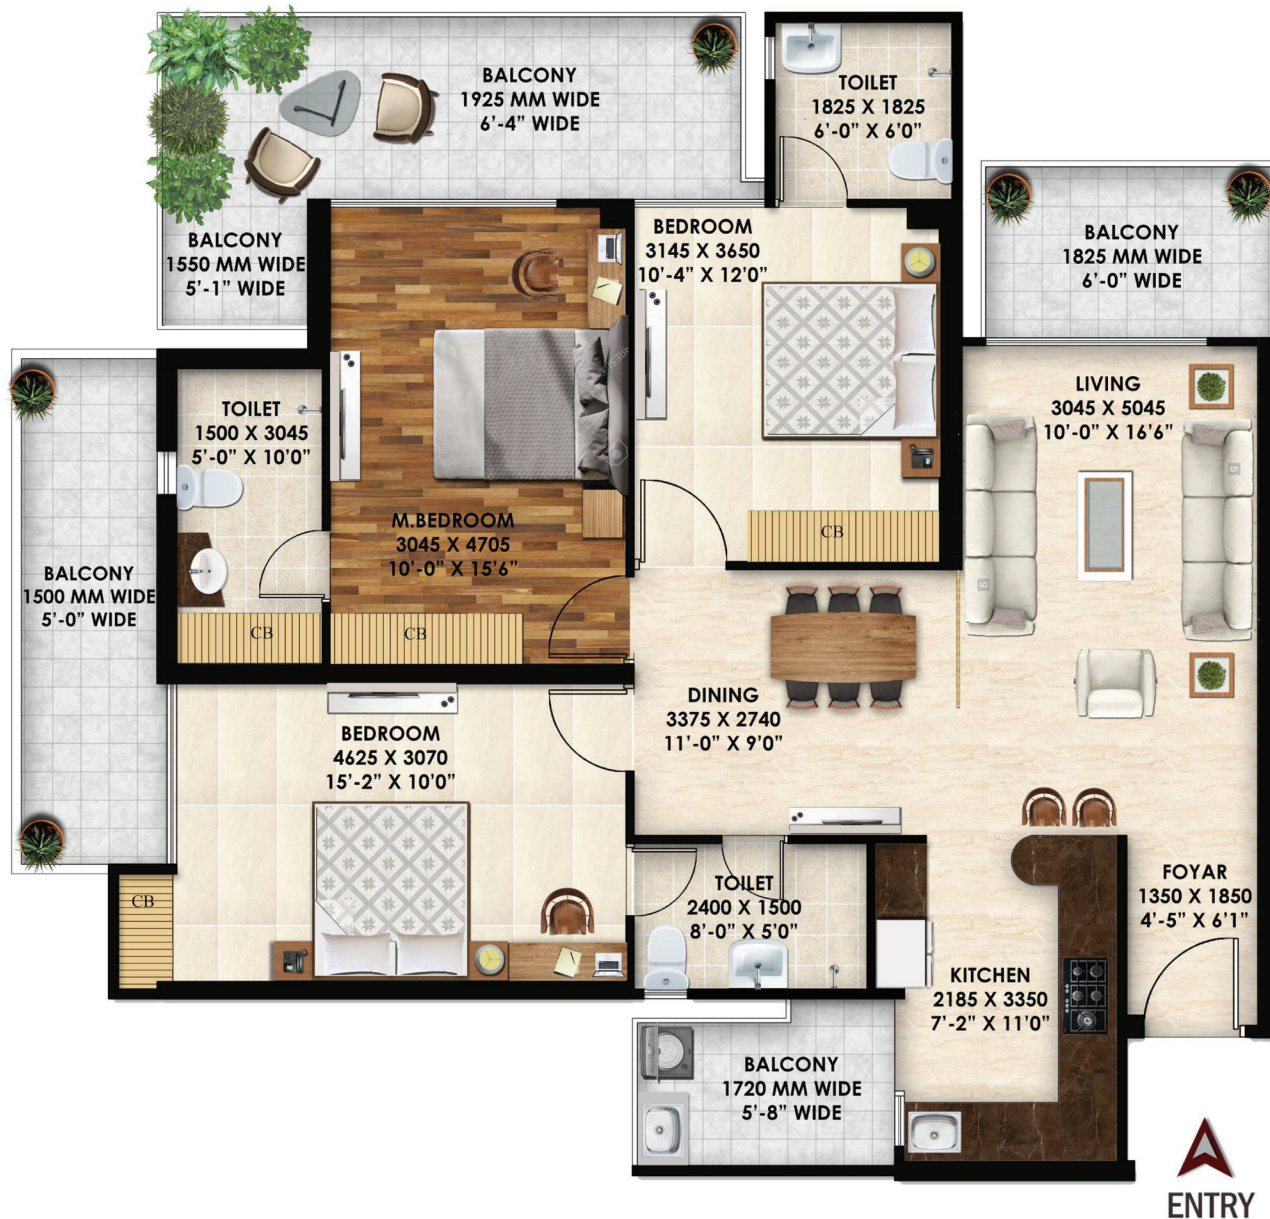 BALCONY
1925 MM WIDE
6'-4" WIDE
TOILET
1825 X 1825
6'-0" X 6'0"
BALCONY
1550 MM WIDE
5'-1" WIDE
BEDROOM
3145 X 3650
10'-4" X 12'0"
BALCONY
1825 MM WIDE
6'-0" WIDE
TOILET
1500 X 3045
5'-0" X 10'0"
LIVING
3045 X 5045
10'-0" X 16'6"
M.BEDROOM
3045 X 4705
10'-0" X 15'6"
CB
BALCONY
1500 MM WIDE
5'-0" WIDE
CB
CB
DINING
3375 X 2740
11'-0" X 9'0"
BEDROOM
4625 X 3070
15'-2" X 10'0"
CB
TOILET
2400 X 1500
8'-0" X 5'0"
FOYAR
1350 X 1850
4'-5" X 6'1"
KITCHEN
2185 X 3350
7'-2" X 11'0"
BALCONY
1720 MM WIDE
5'-8" WIDE
ENTRY